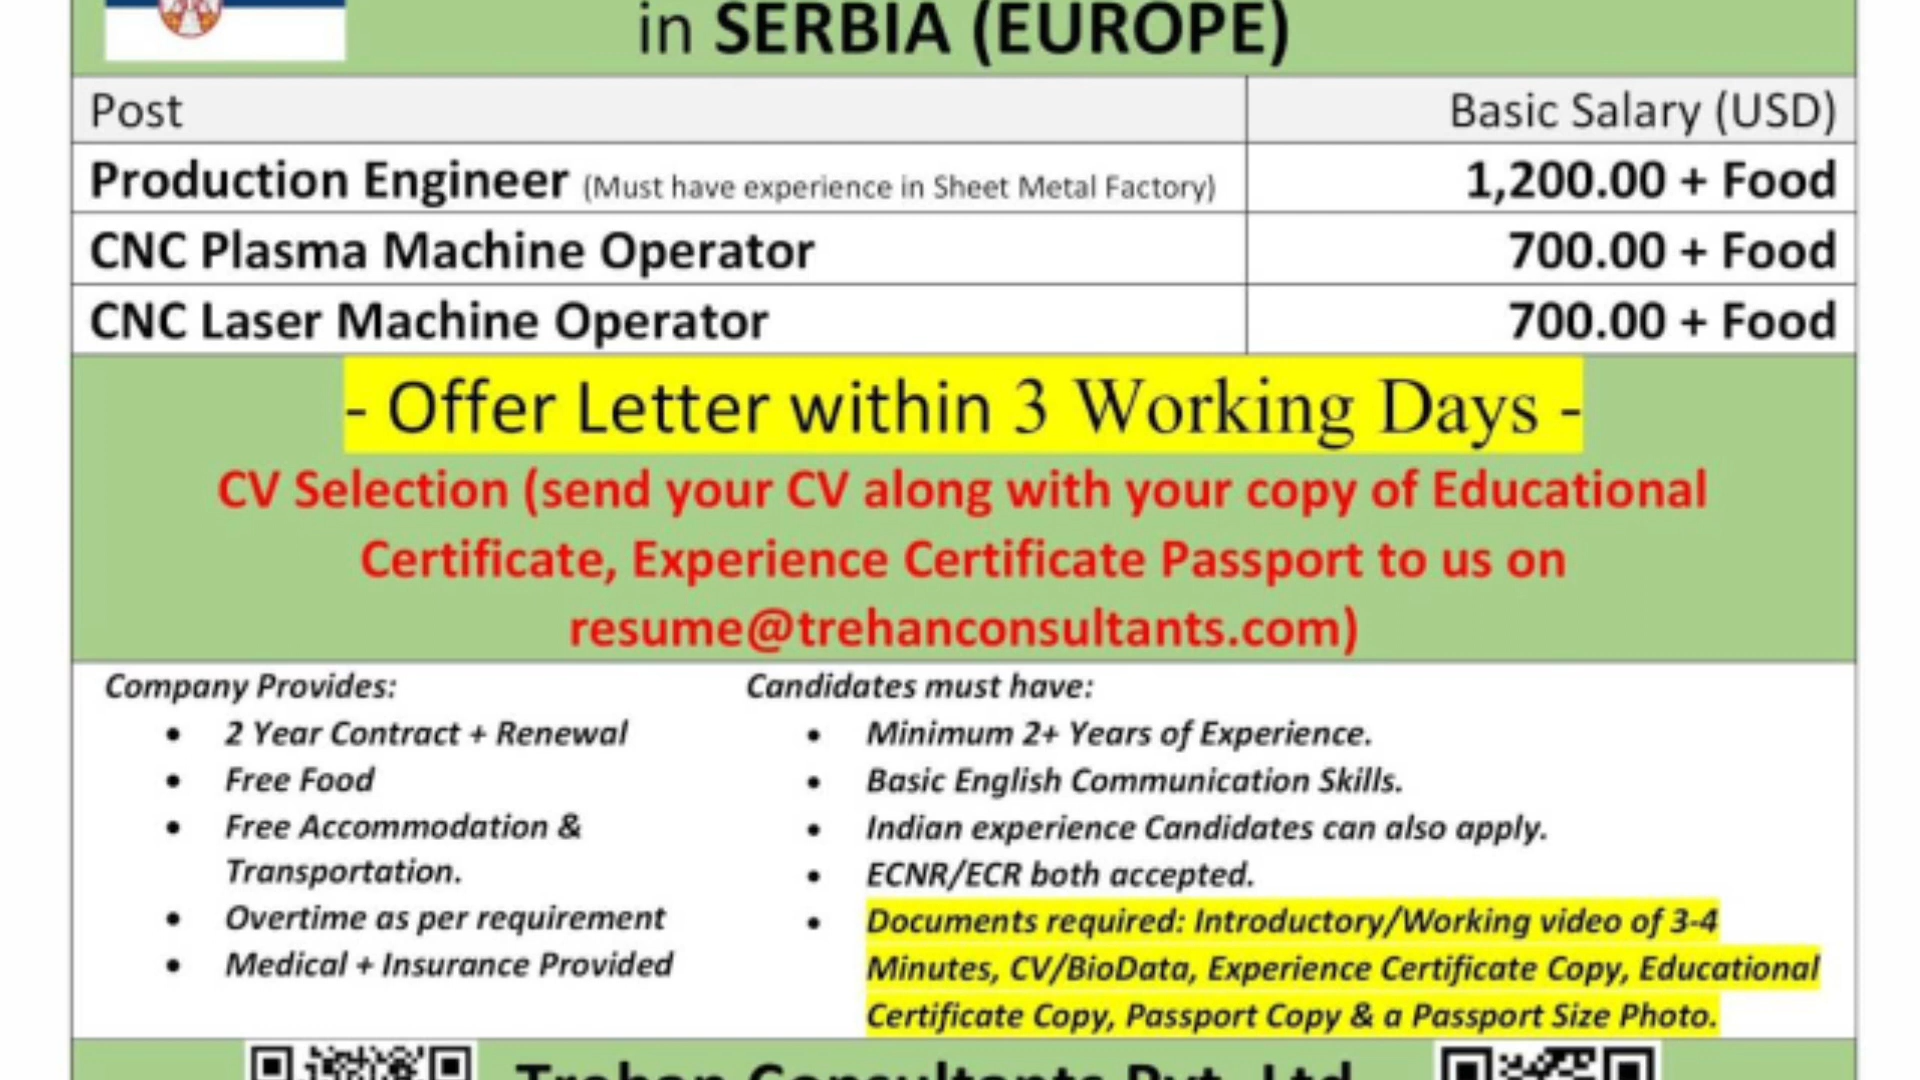 in SERBIA (EUROPE)
Post Basic Salary (USD)
Production Engineer (Must have experience in Sheet Metal Factory) 1,200.00 + Food
CNC Plasma Machine Operator 700.00 + Food
CNC Laser Machine Operator 700.00 + Food
- Offer Letter within 3 Working Days -
CV Selection (send your CV along with your copy of Educational
Certificate, Experience Certificate Passport to us on
resume@trehanconsultants.com)
Company Provides:
• 2 Year Contract + Renewal
• Free Food
• Free Accommodation &
Transportation.
• Overtime as per requirement
• Medical + Insurance Provided
Candidates must have:
• Minimum 2+ Years of Experience.
• Basic English Communication Skills.
• Indian experience Candidates can also apply.
• ECNR/ECR both accepted.
• Documents required: Introductory/Working video of 3-4
Minutes, CV/BioData, Experience Certificate Copy, Educational
Certificate Copy, Passport Copy & a Passport Size Photo.
Trehan Consultants Pvt. Ltd.